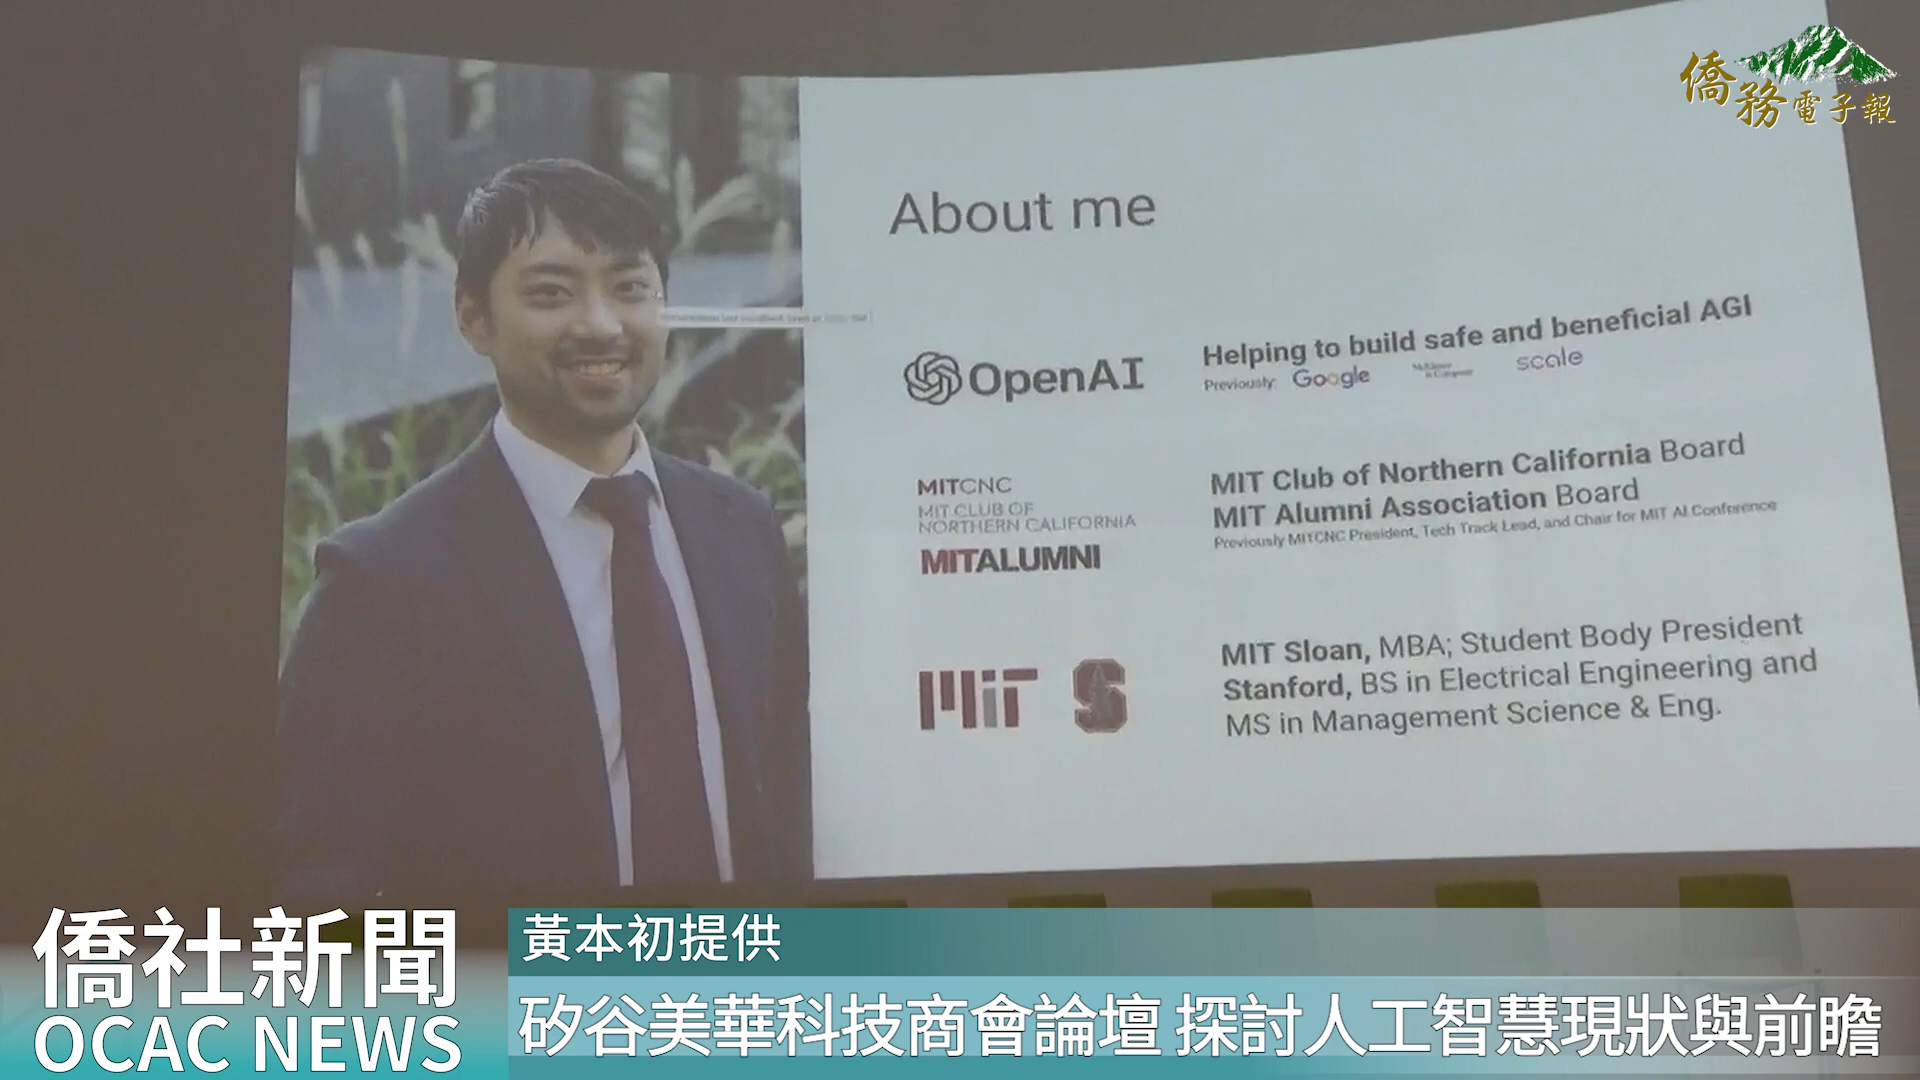 僑務電子報
About me
OpenAI
Helping to build safe and beneficial AGI
Previously: Google McKinsey & Company scale
MITCNC
MIT CLUB OF
NORTHERN CALIFORNIA
MITALUMNI
MIT Club of Northern California Board
MIT Alumni Association Board
Previously MITCNC President, Tech Track Lead, and Chair for MIT AI Conference
MIT S
MIT Sloan, MBA; Student Body President
Stanford, BS in Electrical Engineering and
MS in Management Science & Eng.
僑社新聞
OCAC NEWS
黃本初提供
矽谷美華科技商會論壇 探討人工智慧現狀與前瞻